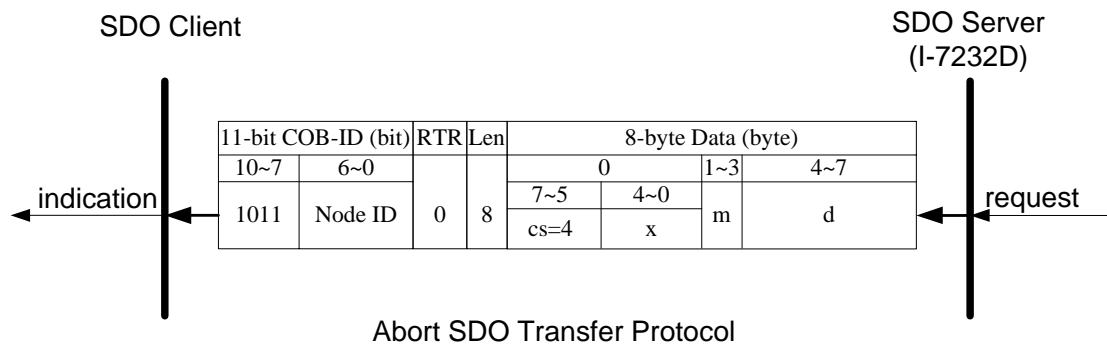 SDO Client
SDO Server
(I-7232D)
11-bit COB-ID (bit) RTR Len 8-byte Data (byte)
10~7 6~0 0 1~3 4~7
indication 1011 Node ID 0 8 7~5 4~0 m d request
cs=4 x
Abort SDO Transfer Protocol